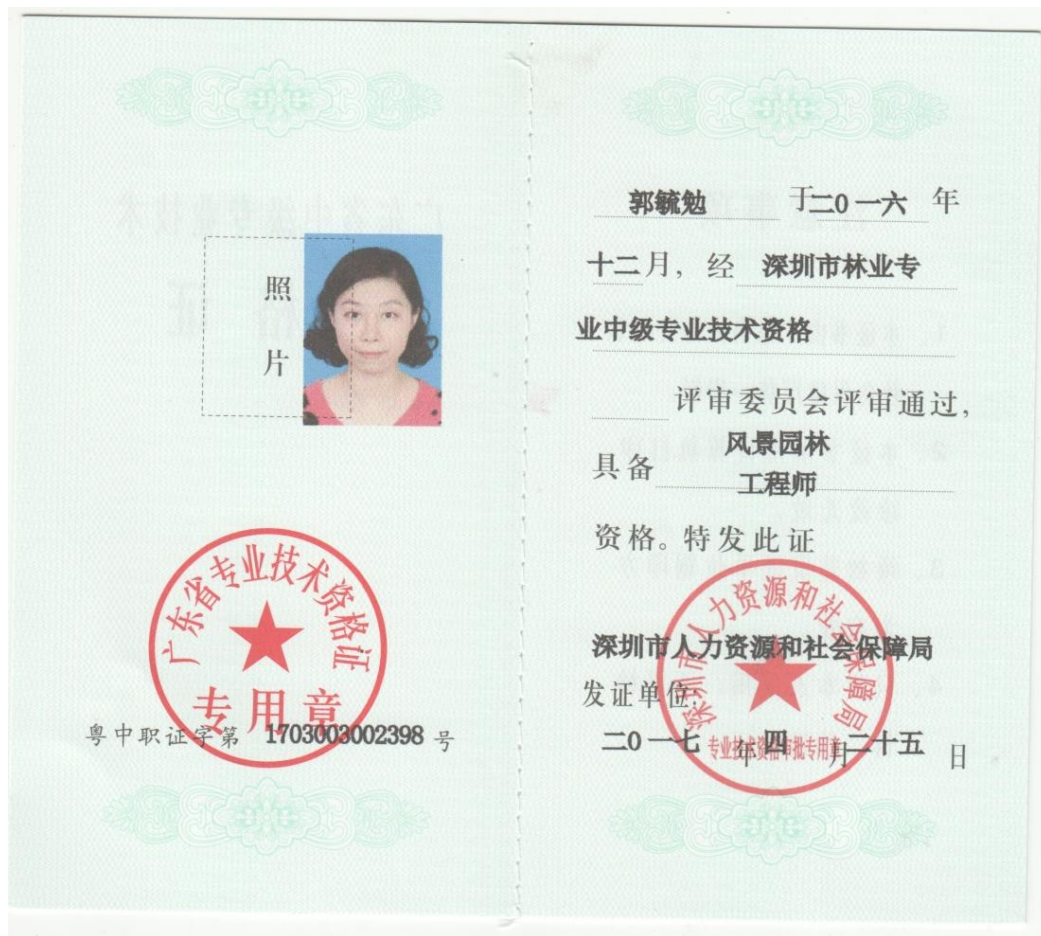 照
片
广东省专业技术资格证
专用章
粤中职证字第 1703003002398 号
郭毓勉 于二0一六 年
十二月，经 深圳市林业专
业中级专业技术资格
评审委员会评审通过，
风景园林
具备
工程师
资格。特发此证
深圳市人力资源和社会保障局
深圳市人力资源和社会保障局
发证单位:
专业技术资格审批专用章
二0一七 年 四 月 二十五 日